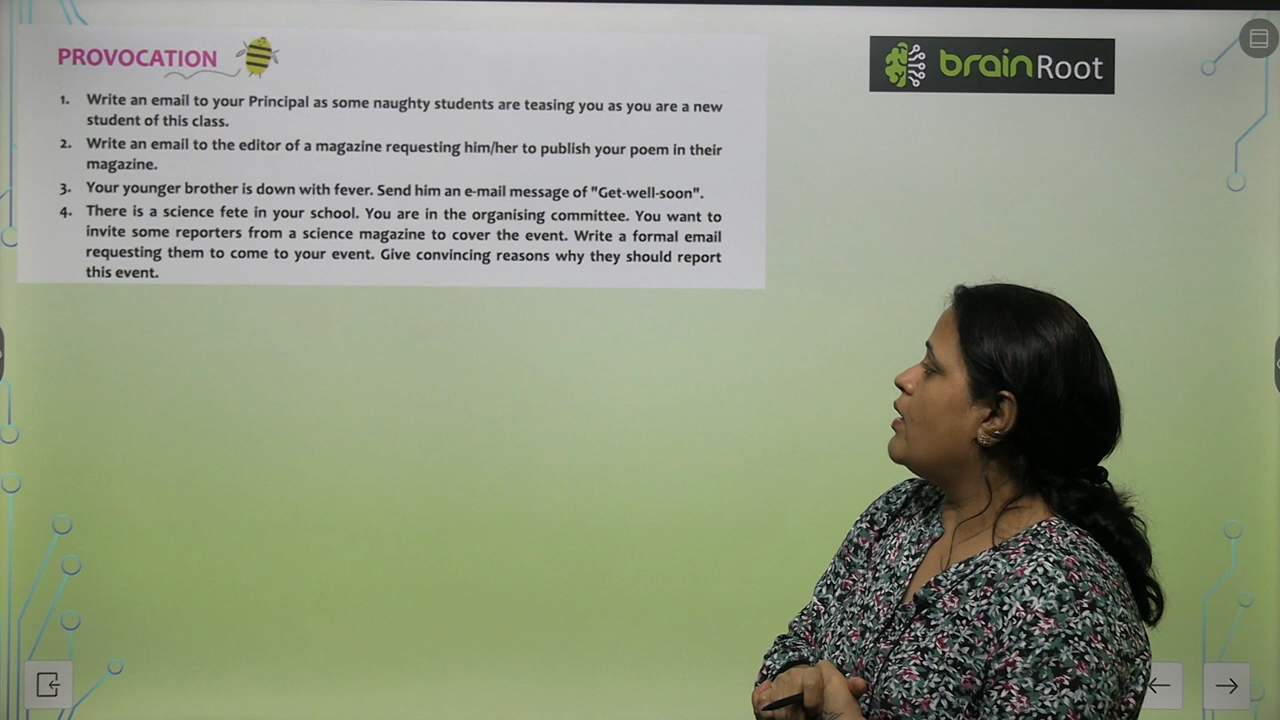 PROVOCATION
brainRoot
1. Write an email to your Principal as some naughty students are teasing you as you are a new
student of this class.
2. Write an email to the editor of a magazine requesting him/her to publish your poem in their
magazine.
3. Your younger brother is down with fever. Send him an e-mail message of "Get-well-soon".
4. There is a science fete in your school. You are in the organising committee. You want to
invite some reporters from a science magazine to cover the event. Write a formal email
requesting them to come to your event. Give convincing reasons why they should report
this event.